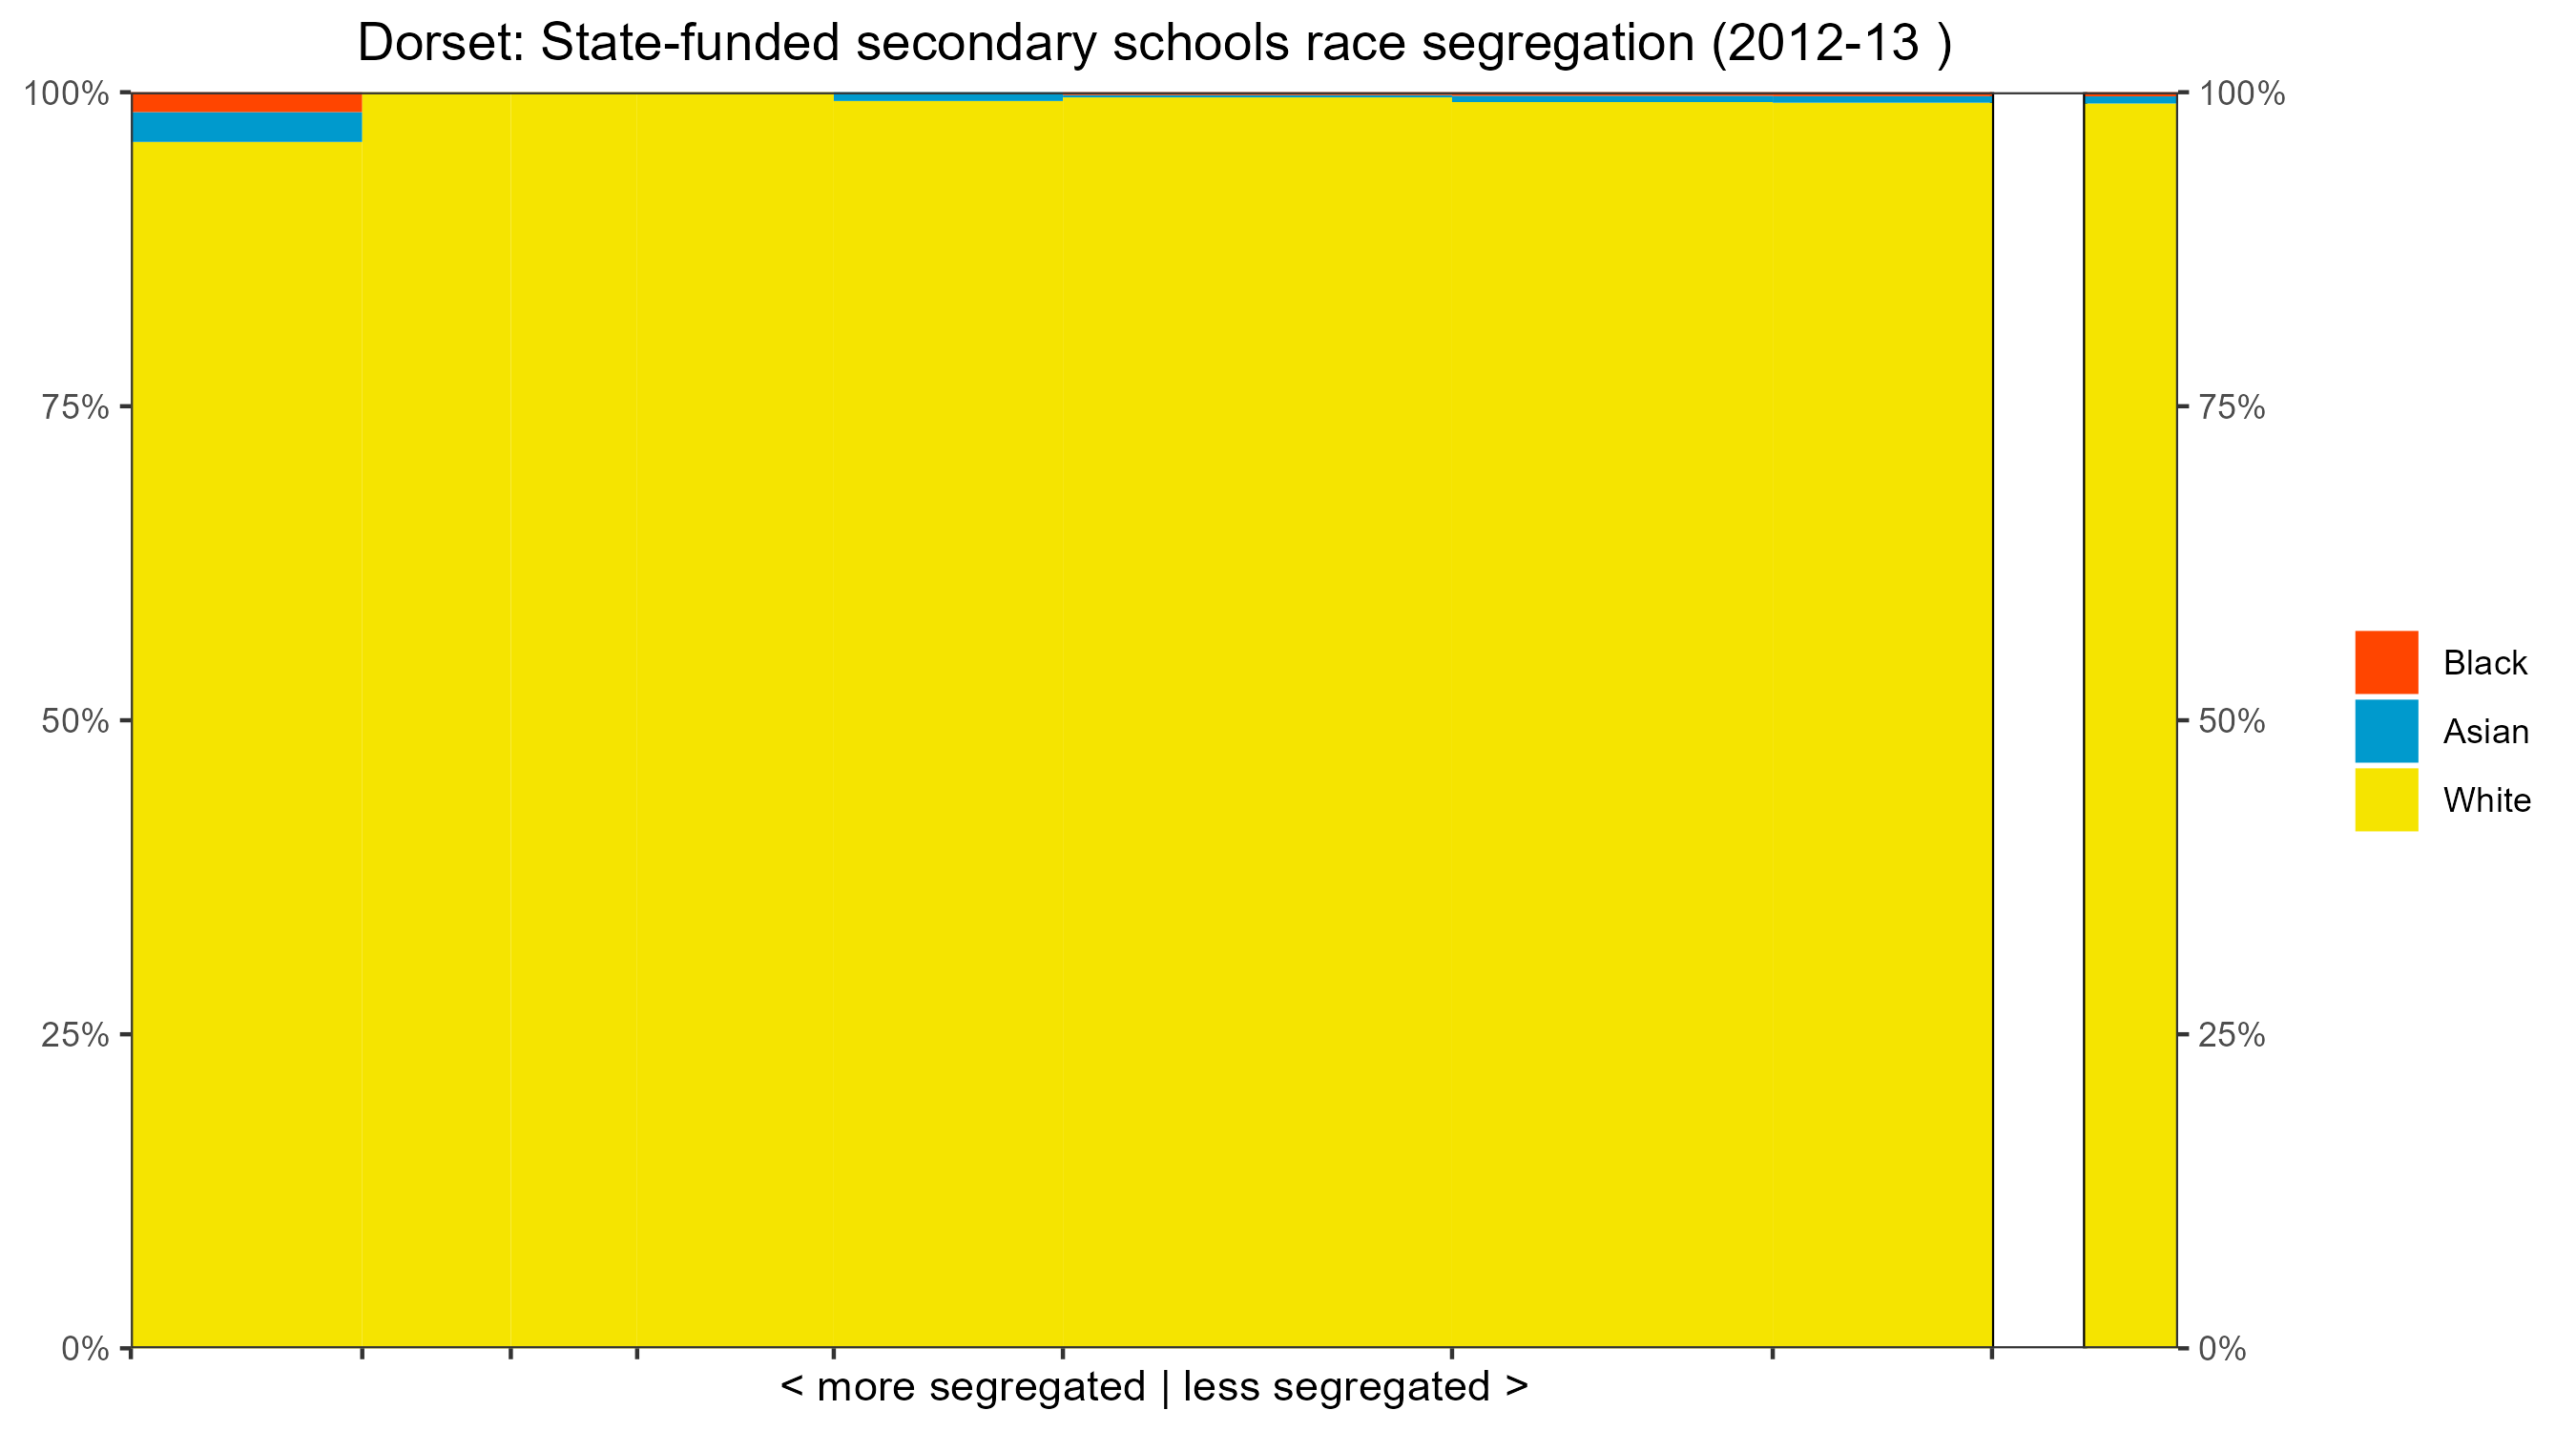 Dorset: State-funded secondary schools race segregation (2012-13 )
100%
75%
50%
25%
0%
100%
75%
50%
25%
0%
Black
Asian
White
< more segregated | less segregated >